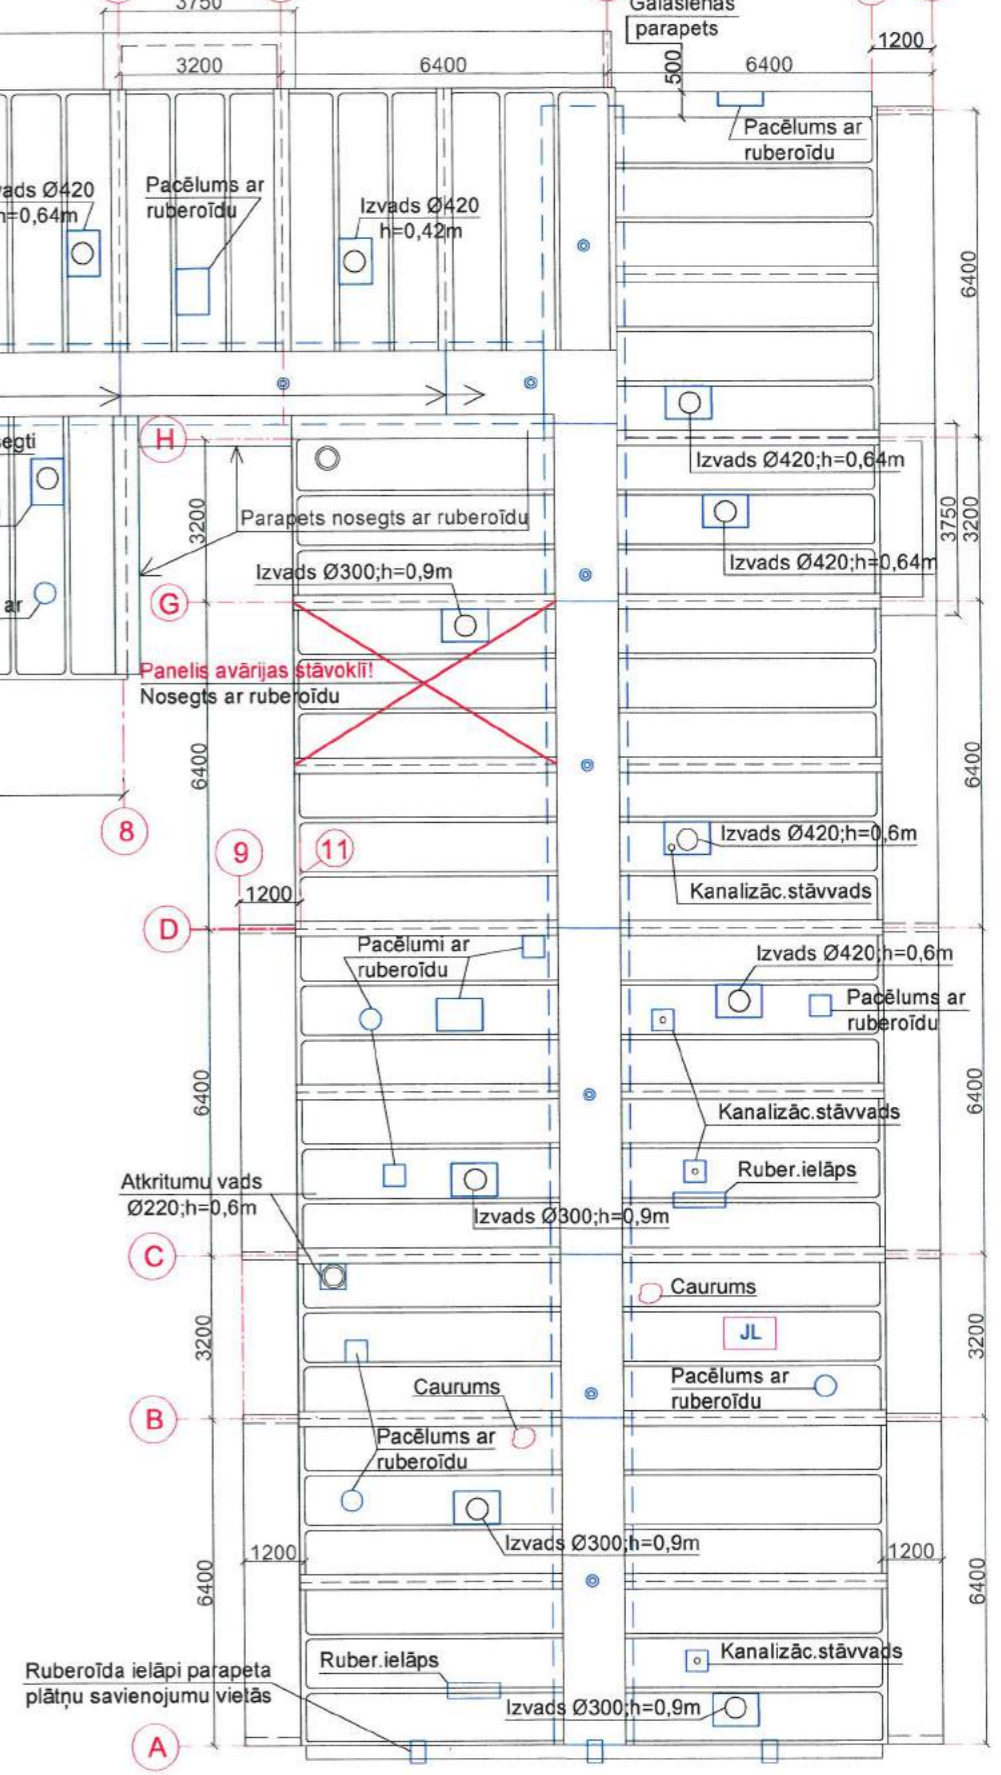 3750
Galasienas
parapets
1200
3200
6400
500
6400
Pacēlums ar
ruberoīdu
Ø420
h=0,64m
Pacēlums ar
ruberoīdu
Izvads Ø420
h=0,42m
6400
H
Izvads Ø420;h=0,64m
3200
Parapets nosegts ar ruberoīdu
3750
3200
Izvads Ø420;h=0,64m
Izvads Ø300;h=0,9m
ar
G
Panelis avārijas stāvoklī!
Nosegts ar ruberoīdu
6400
6400
8
9
11
Izvads Ø420;h=0,6m
1200
Kanalizāc.stāvvads
D
Pacēlumi ar
ruberoīdu
Izvads Ø420;h=0,6m
Pacēlums ar
ruberoīdu
6400
6400
Kanalizāc.stāvvads
Atkritumu vads
Ø220;h=0,6m
Ruber.ielāps
Izvads Ø300;h=0,9m
C
Caurums
3200
JL
3200
Caurums
Pacēlums ar
ruberoīdu
B
Pacēlums ar
ruberoīdu
Izvads Ø300;h=0,9m
1200
1200
6400
6400
Ruberoīda ielāpi parapeta
plātņu savienojumu vietās
Ruber.ielāps
Kanalizāc.stāvvads
Izvads Ø300;h=0,9m
A